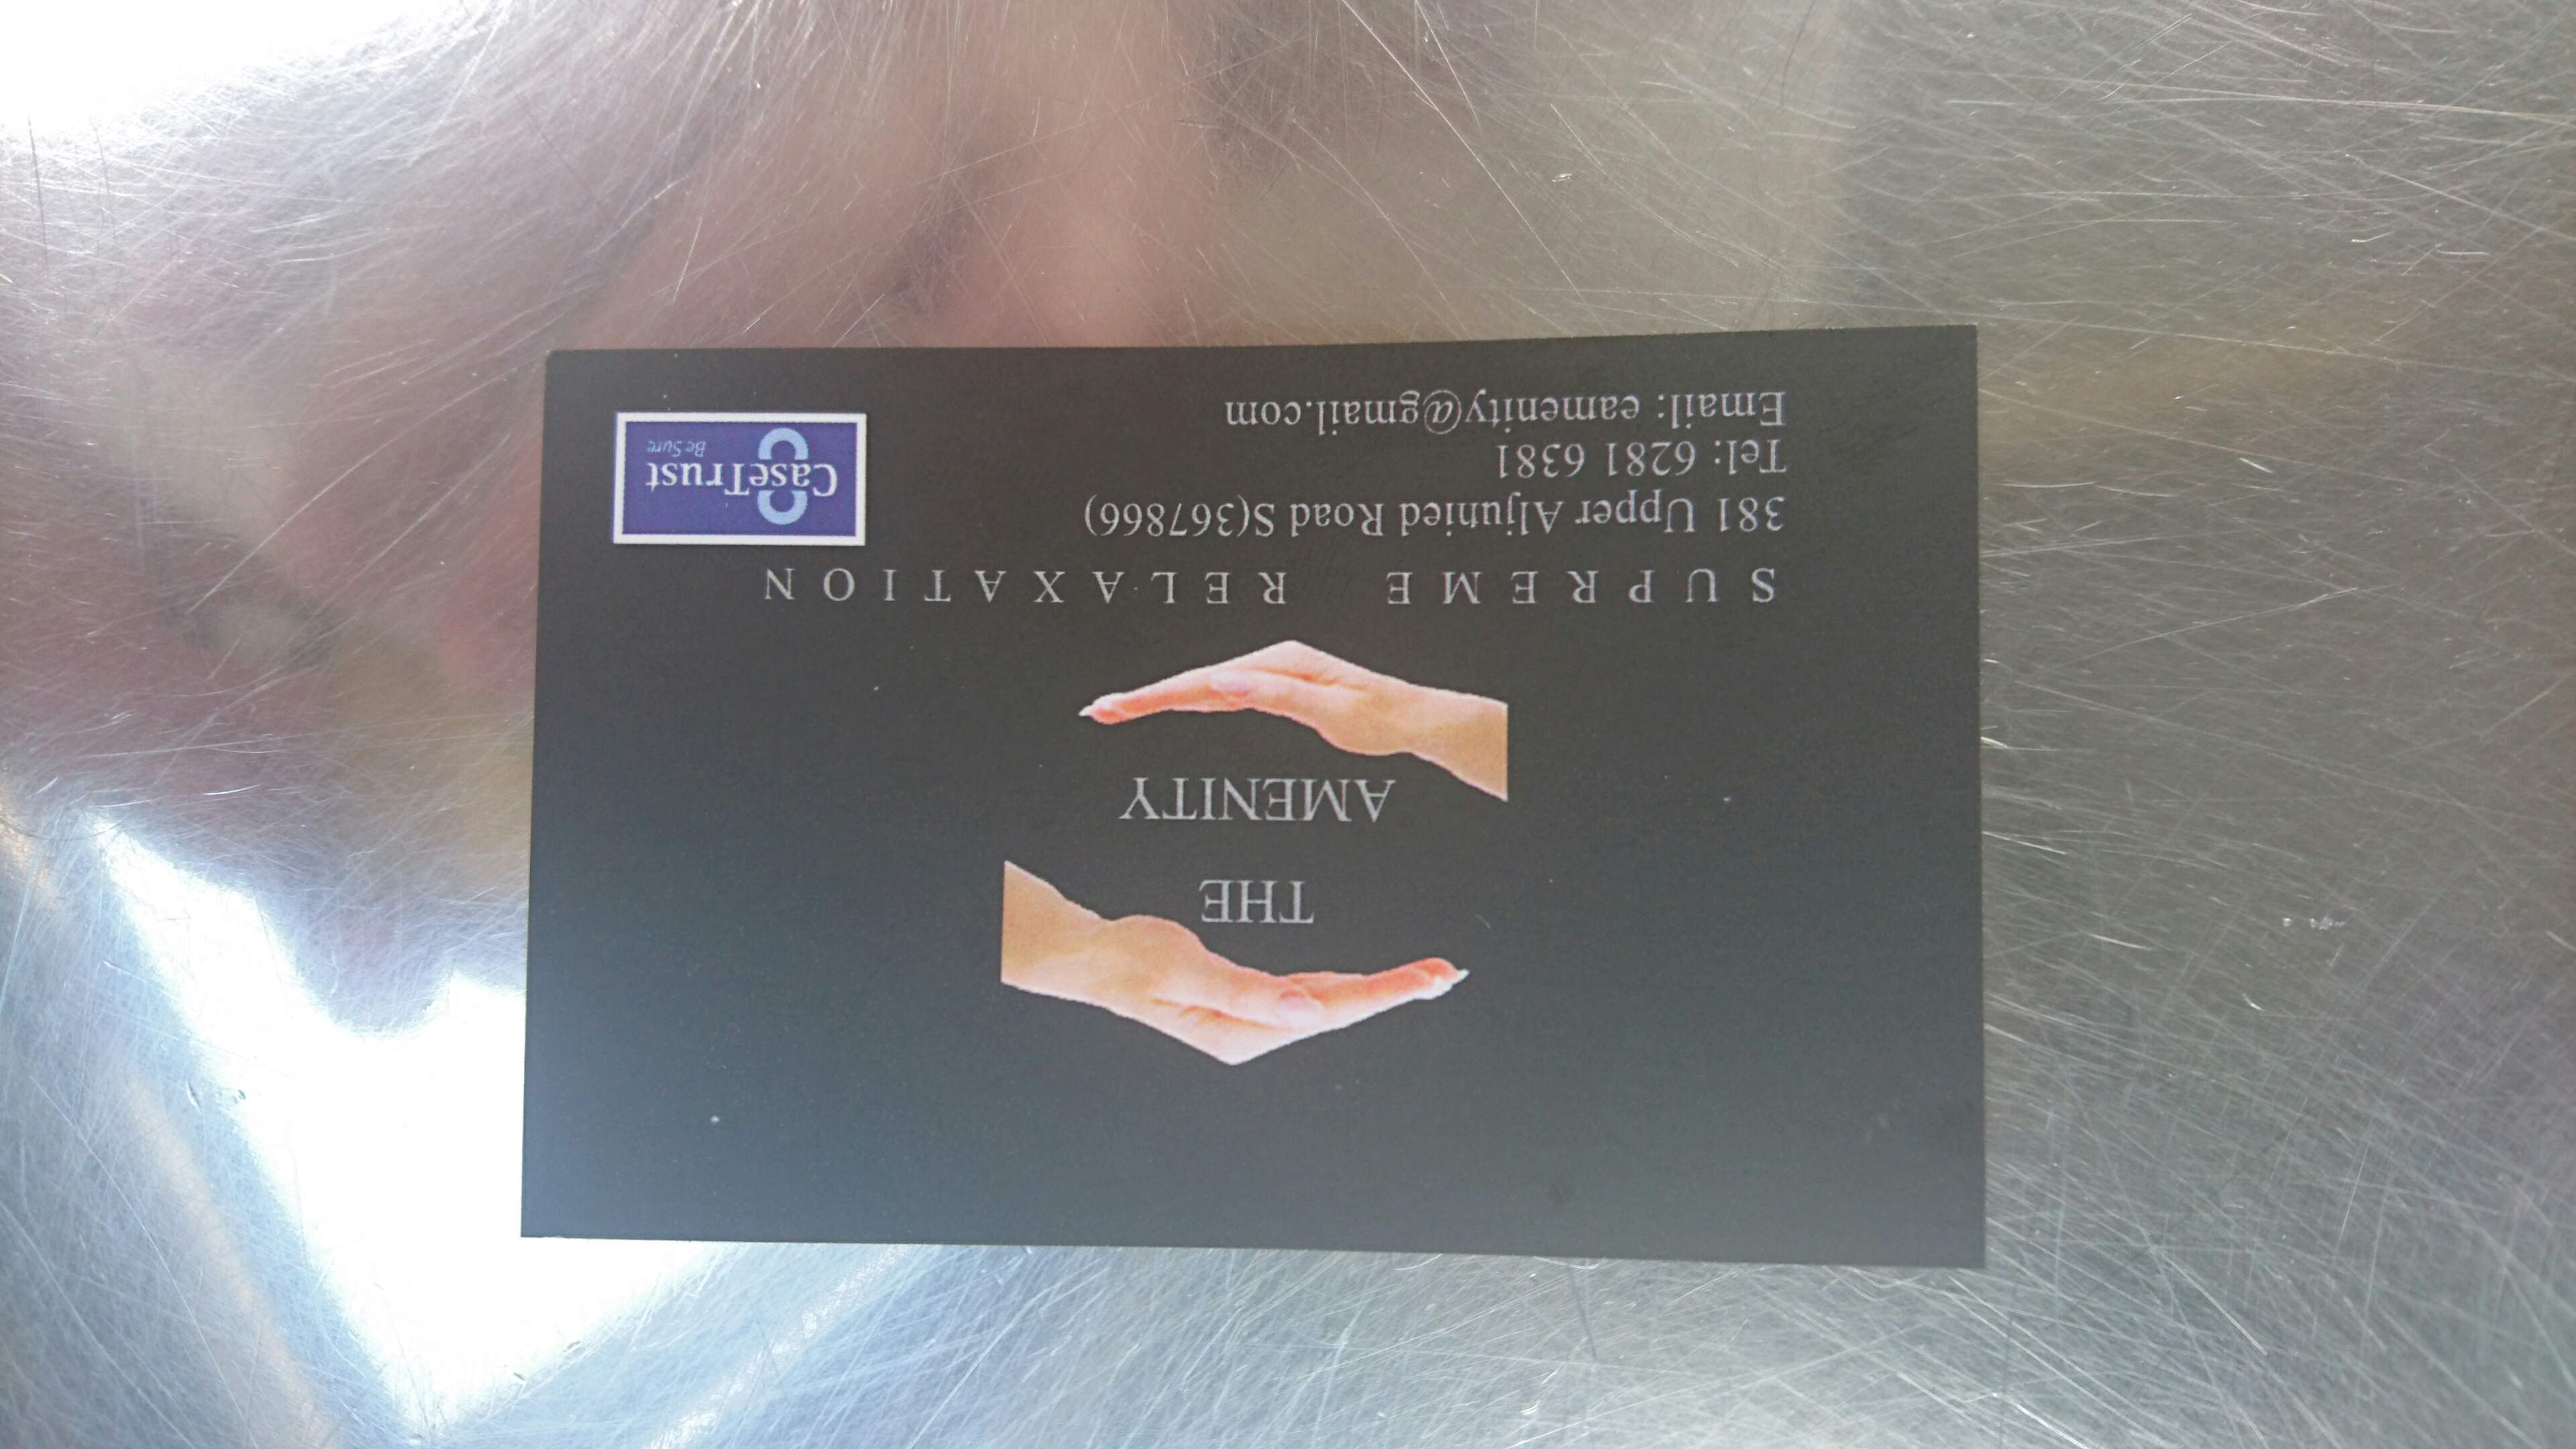 THE
AMENITY
SUPREME RELAXATION
381 Upper Aljunied Road S(367866)
Tel: 6281 6381
Email: eamenity@gmail.com
CaseTrust
Be Sure